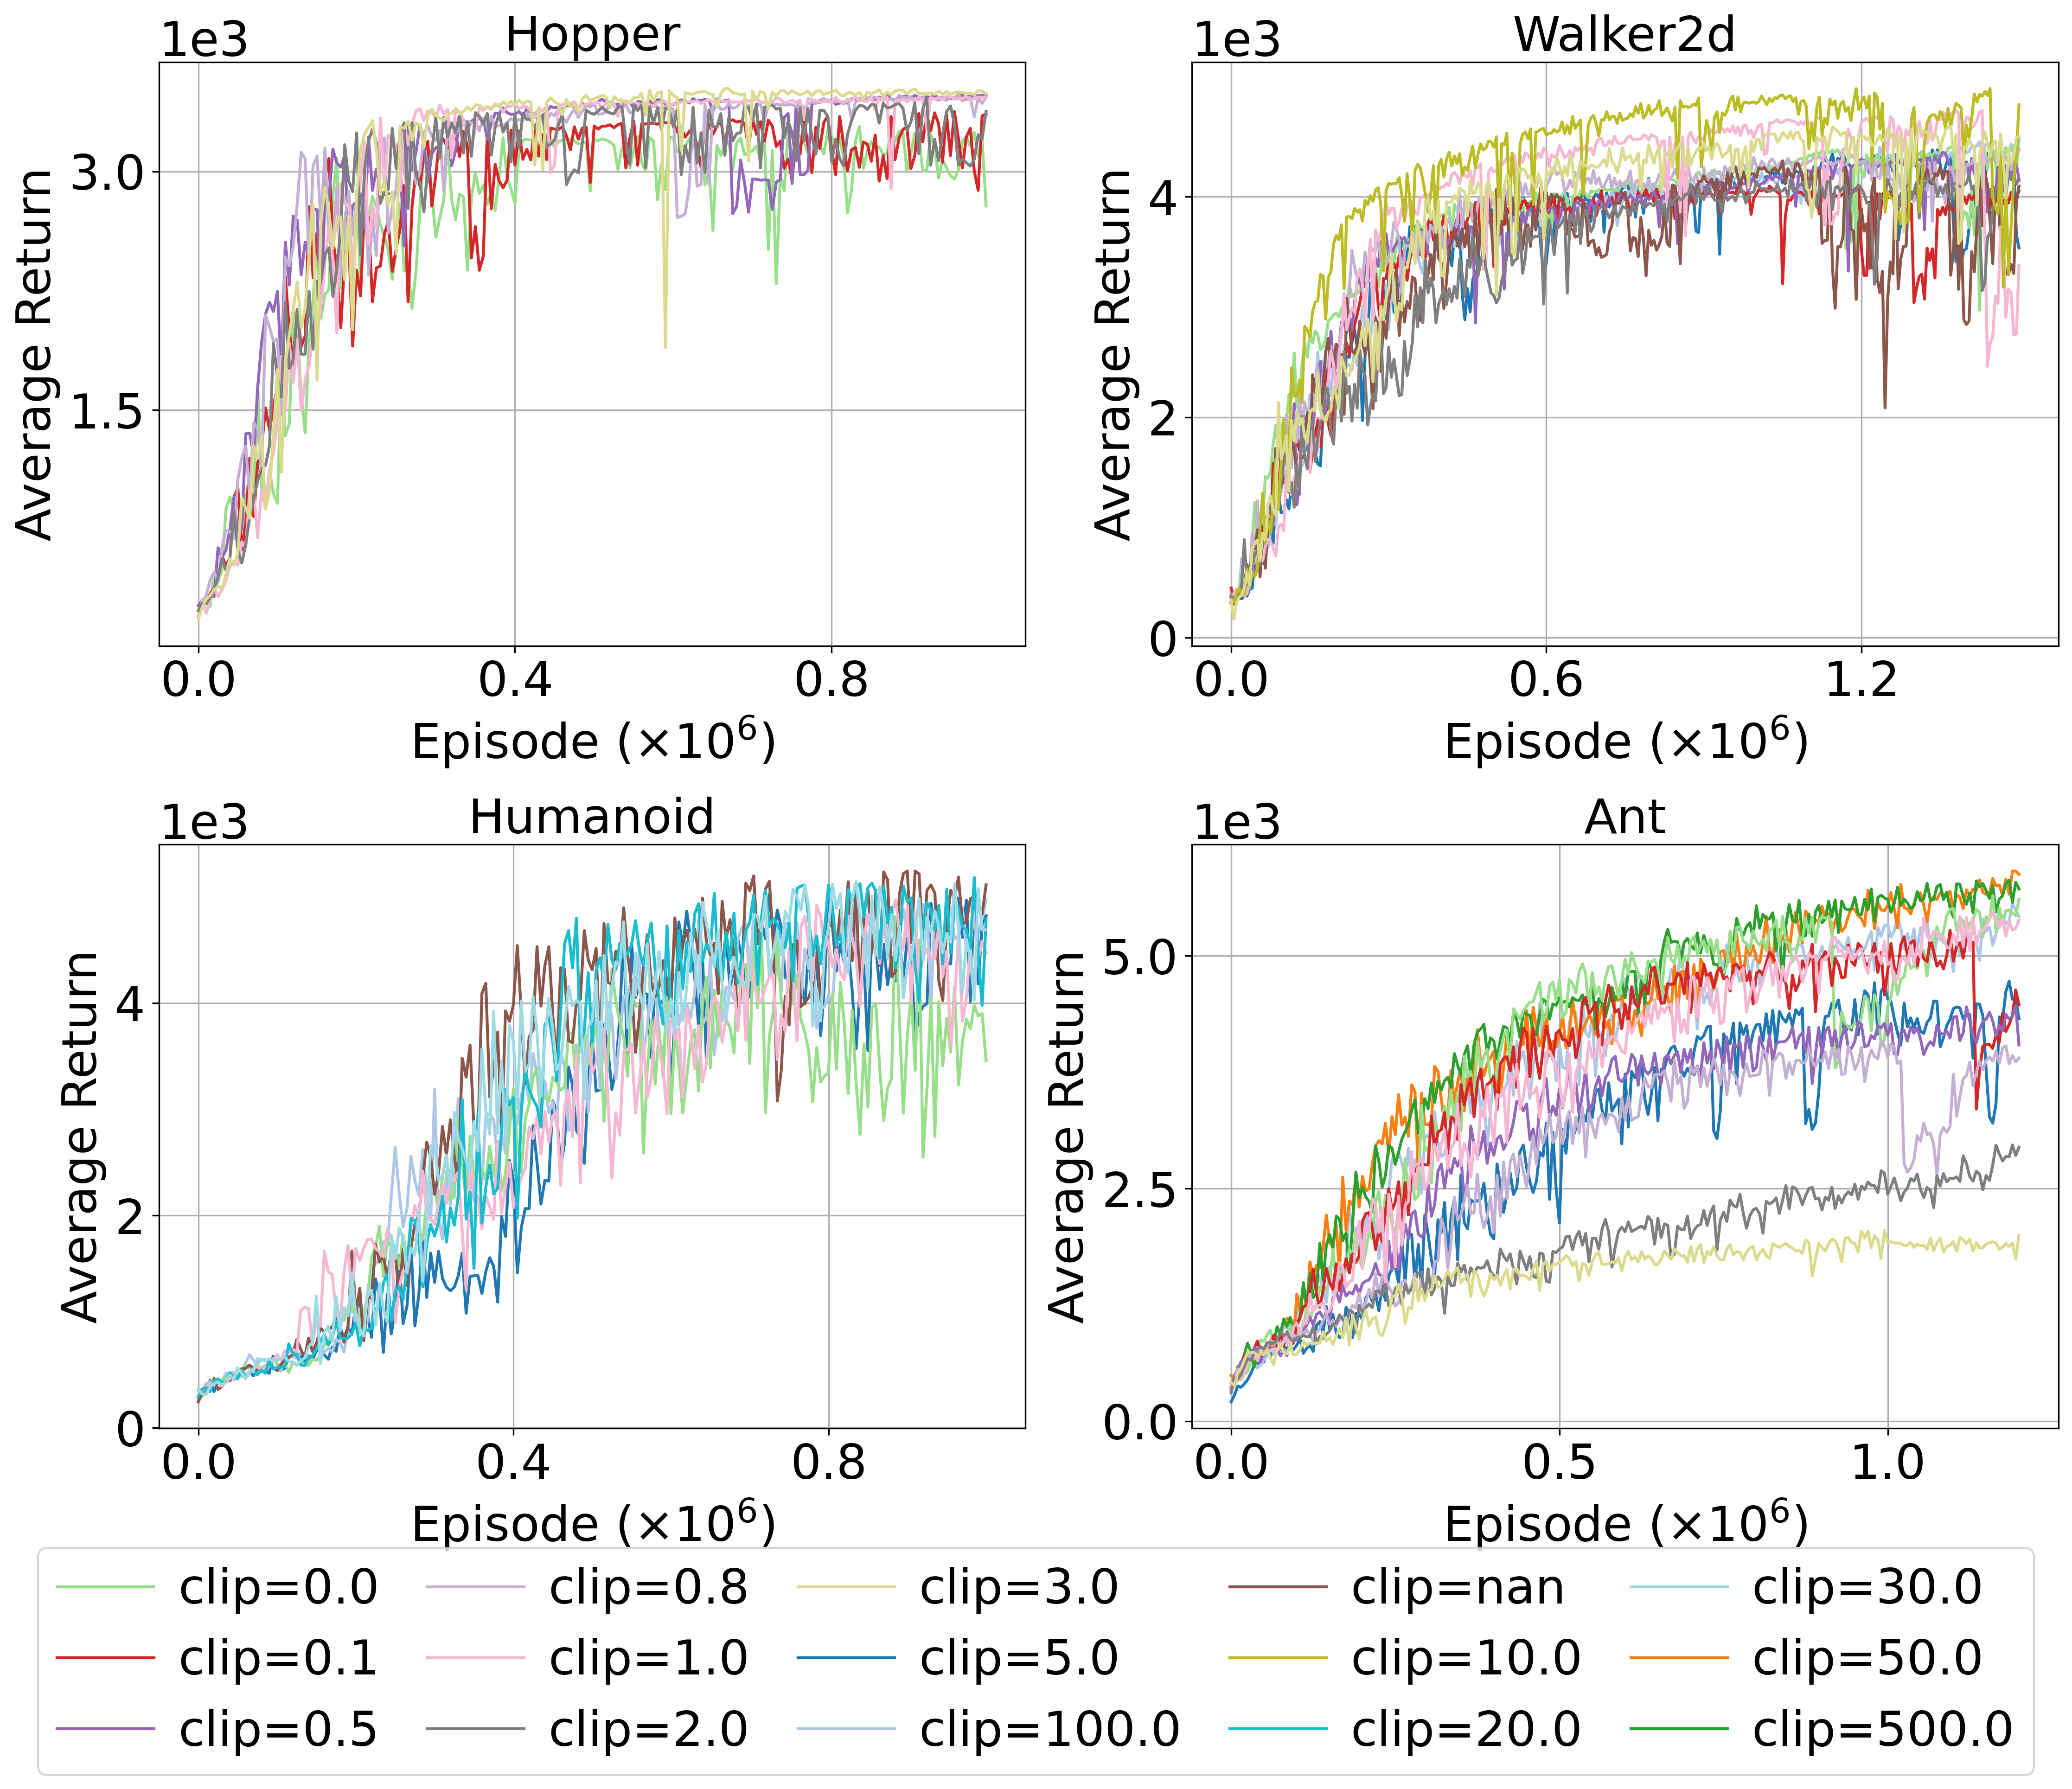 Hopper
1e3
3.0
1.5
Average Return
0.0 0.4 0.8
Episode (×10⁶)
Walker2d
1e3
4
2
0
Average Return
0.0 0.6 1.2
Episode (×10⁶)
Humanoid
1e3
4
2
0
Average Return
0.0 0.4 0.8
Episode (×10⁶)
Ant
1e3
5.0
2.5
0.0
Average Return
0.0 0.5 1.0
Episode (×10⁶)
clip=0.0 clip=0.8 clip=3.0 clip=nan clip=30.0
clip=0.1 clip=1.0 clip=5.0 clip=10.0 clip=50.0
clip=0.5 clip=2.0 clip=100.0 clip=20.0 clip=500.0